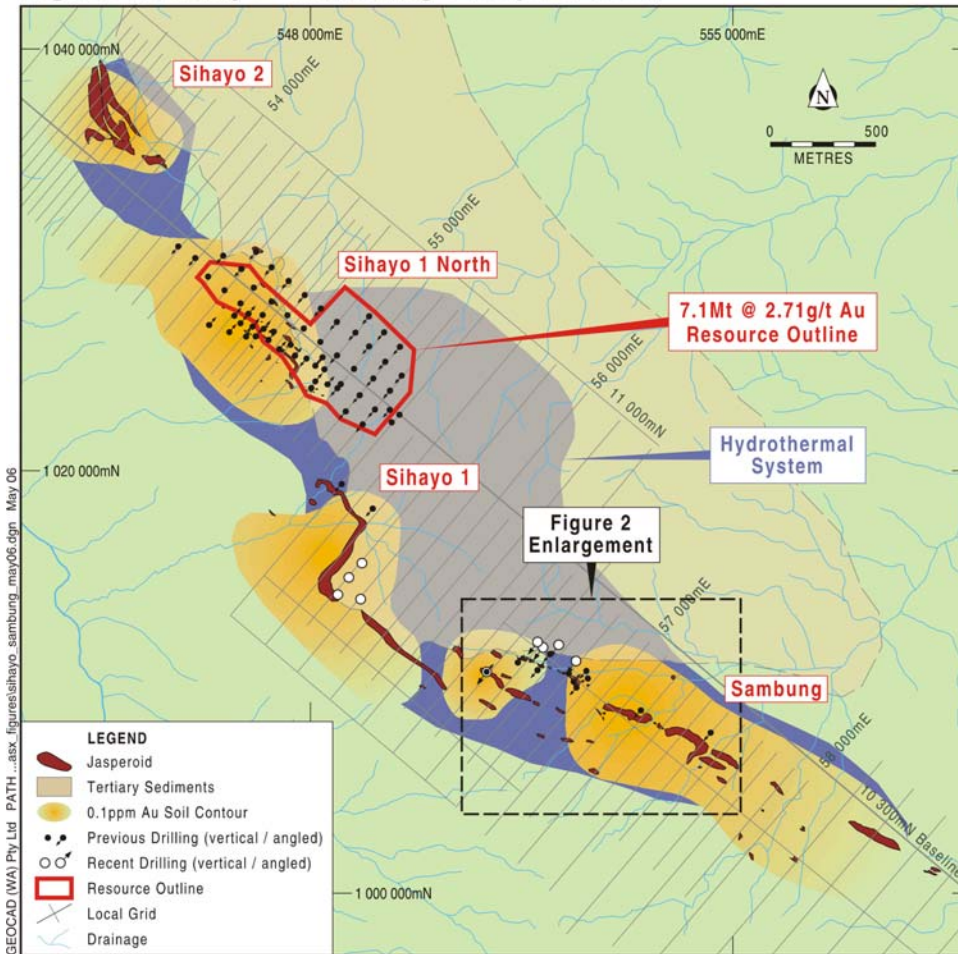 548 000mE
555 000mE
1 040 000mN
Sihayo 2
54 000mE
N
0 500
METRES
55 000mE
Sihayo 1 North
7.1Mt @ 2.71g/t Au
Resource Outline
56 000mE
11 000mN
Hydrothermal
System
1 020 000mN
Sihayo 1
Figure 2
Enlargement
57 000mE
Sambung
58 000mE
10 300mN Baseline
1 000 000mN
LEGEND
Jasperoid
Tertiary Sediments
0.1ppm Au Soil Contour
Previous Drilling (vertical / angled)
Recent Drilling (vertical / angled)
Resource Outline
Local Grid
Drainage
GEOCAD (WA) Pty Ltd PATH ...asx_figures\sihayo_sambung_may06.dgn May 06